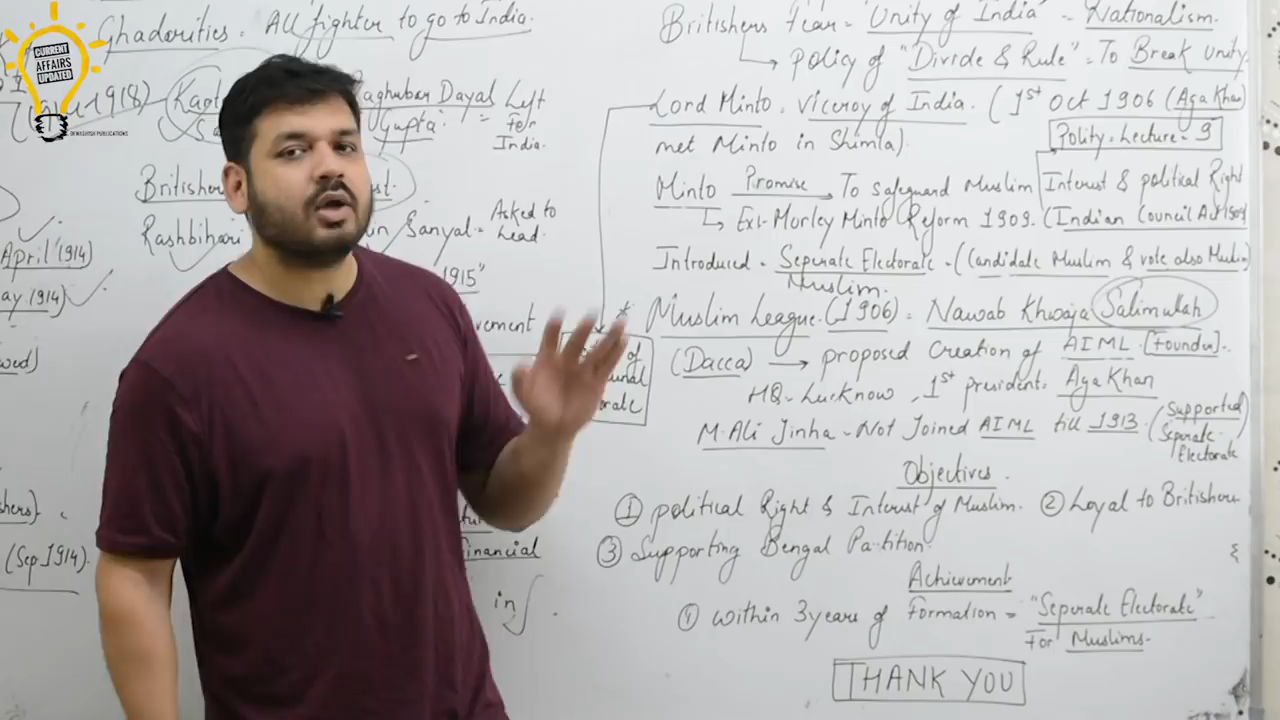 CURRENT
AFFAIRS
UPDATED
DEVASHISH PUBLICATIONS
Ghadarities = All fighter to go to India.
1918)
Raghubar Dayal Left
Gupta = For
India.
Rashbihari Sanyal = Asked to
Lead.
April '1914)
1915"
1914)
vement
(Sep 1914)
Financial
in
Britishers fear = Unity of India = Nationalism.
Policy of "Divide & Rule" = To Break Unity.
Lord Minto. Viceroy of India. (1st Oct 1906 (Aga Khan
met Minto in Shimla).
Polity. Lecture - 9
Minto Promise To safeguard Muslim Interest & political Right
Ex:- Morley Minto Reform 1909. (Indian Council Act 1909
Introduced - Seperate Electorate - (Candidate Muslim & vote also Muslim)
Muslim.
* Muslim League. (1906) = Nawab Khwaja Salimullah
(Dacca) proposed Creation of AIML. (Founder).
HQ - Lucknow, 1st president. Aga Khan
M. Ali Jinha - Not Joined AIML till 1913. (Supported
Seperate
Electorate
Objectives.
① political Right & Interest of Muslim. ② Loyal to Britishers
③ Supporting Bengal Partition.
Achievement
① within 3 years of Formation = "Seperate Electorate"
For Muslims.
THANK YOU